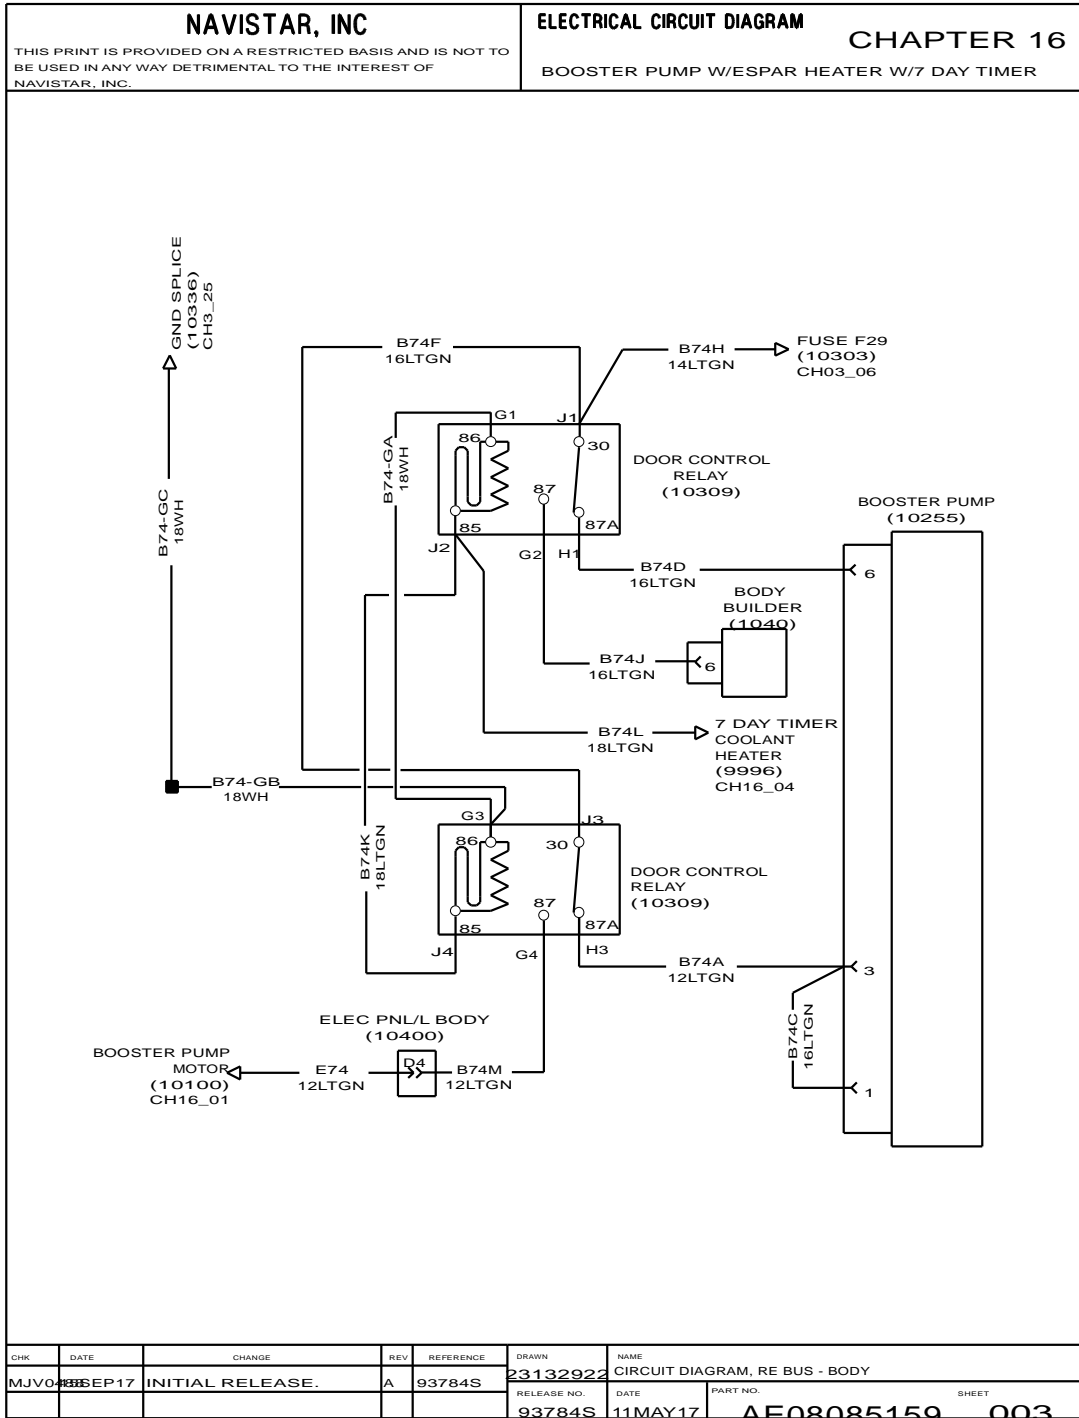 NAVISTAR, INC
THIS PRINT IS PROVIDED ON A RESTRICTED BASIS AND IS NOT TO
BE USED IN ANY WAY DETRIMENTAL TO THE INTEREST OF
NAVISTAR, INC.
ELECTRICAL CIRCUIT DIAGRAM
CHAPTER 16
BOOSTER PUMP W/ESPAR HEATER W/7 DAY TIMER
GND SPLICE
(10336)
CH3_25
B74F
16LTGN
B74H
14LTGN
FUSE F29
(10303)
CH03_06
G1
J1
B74-GA
18WH
86
30
87
85
87A
DOOR CONTROL
RELAY
(10309)
BOOSTER PUMP
(10255)
B74-GC
18WH
J2
G2
H1
B74D
16LTGN
6
BODY
BUILDER
(1040)
B74J
16LTGN
6
B74L
18LTGN
7 DAY TIMER
COOLANT
HEATER
(9996)
CH16_04
B74-GB
18WH
G3
J3
B74K
18LTGN
86
30
87
85
87A
DOOR CONTROL
RELAY
(10309)
J4
G4
H3
B74A
12LTGN
3
B74C
16LTGN
1
ELEC PNL/L BODY
(10400)
D4
BOOSTER PUMP
MOTOR
(10100)
CH16_01
E74
12LTGN
B74M
12LTGN
CHK
DATE
CHANGE
REV
REFERENCE
SEP17
INITIAL RELEASE.
A
93784S
DRAWN
23132922
NAME
CIRCUIT DIAGRAM, RE BUS - BODY
RELEASE NO.
93784S
DATE
11MAY17
PART NO.
AE08085159
SHEET
003